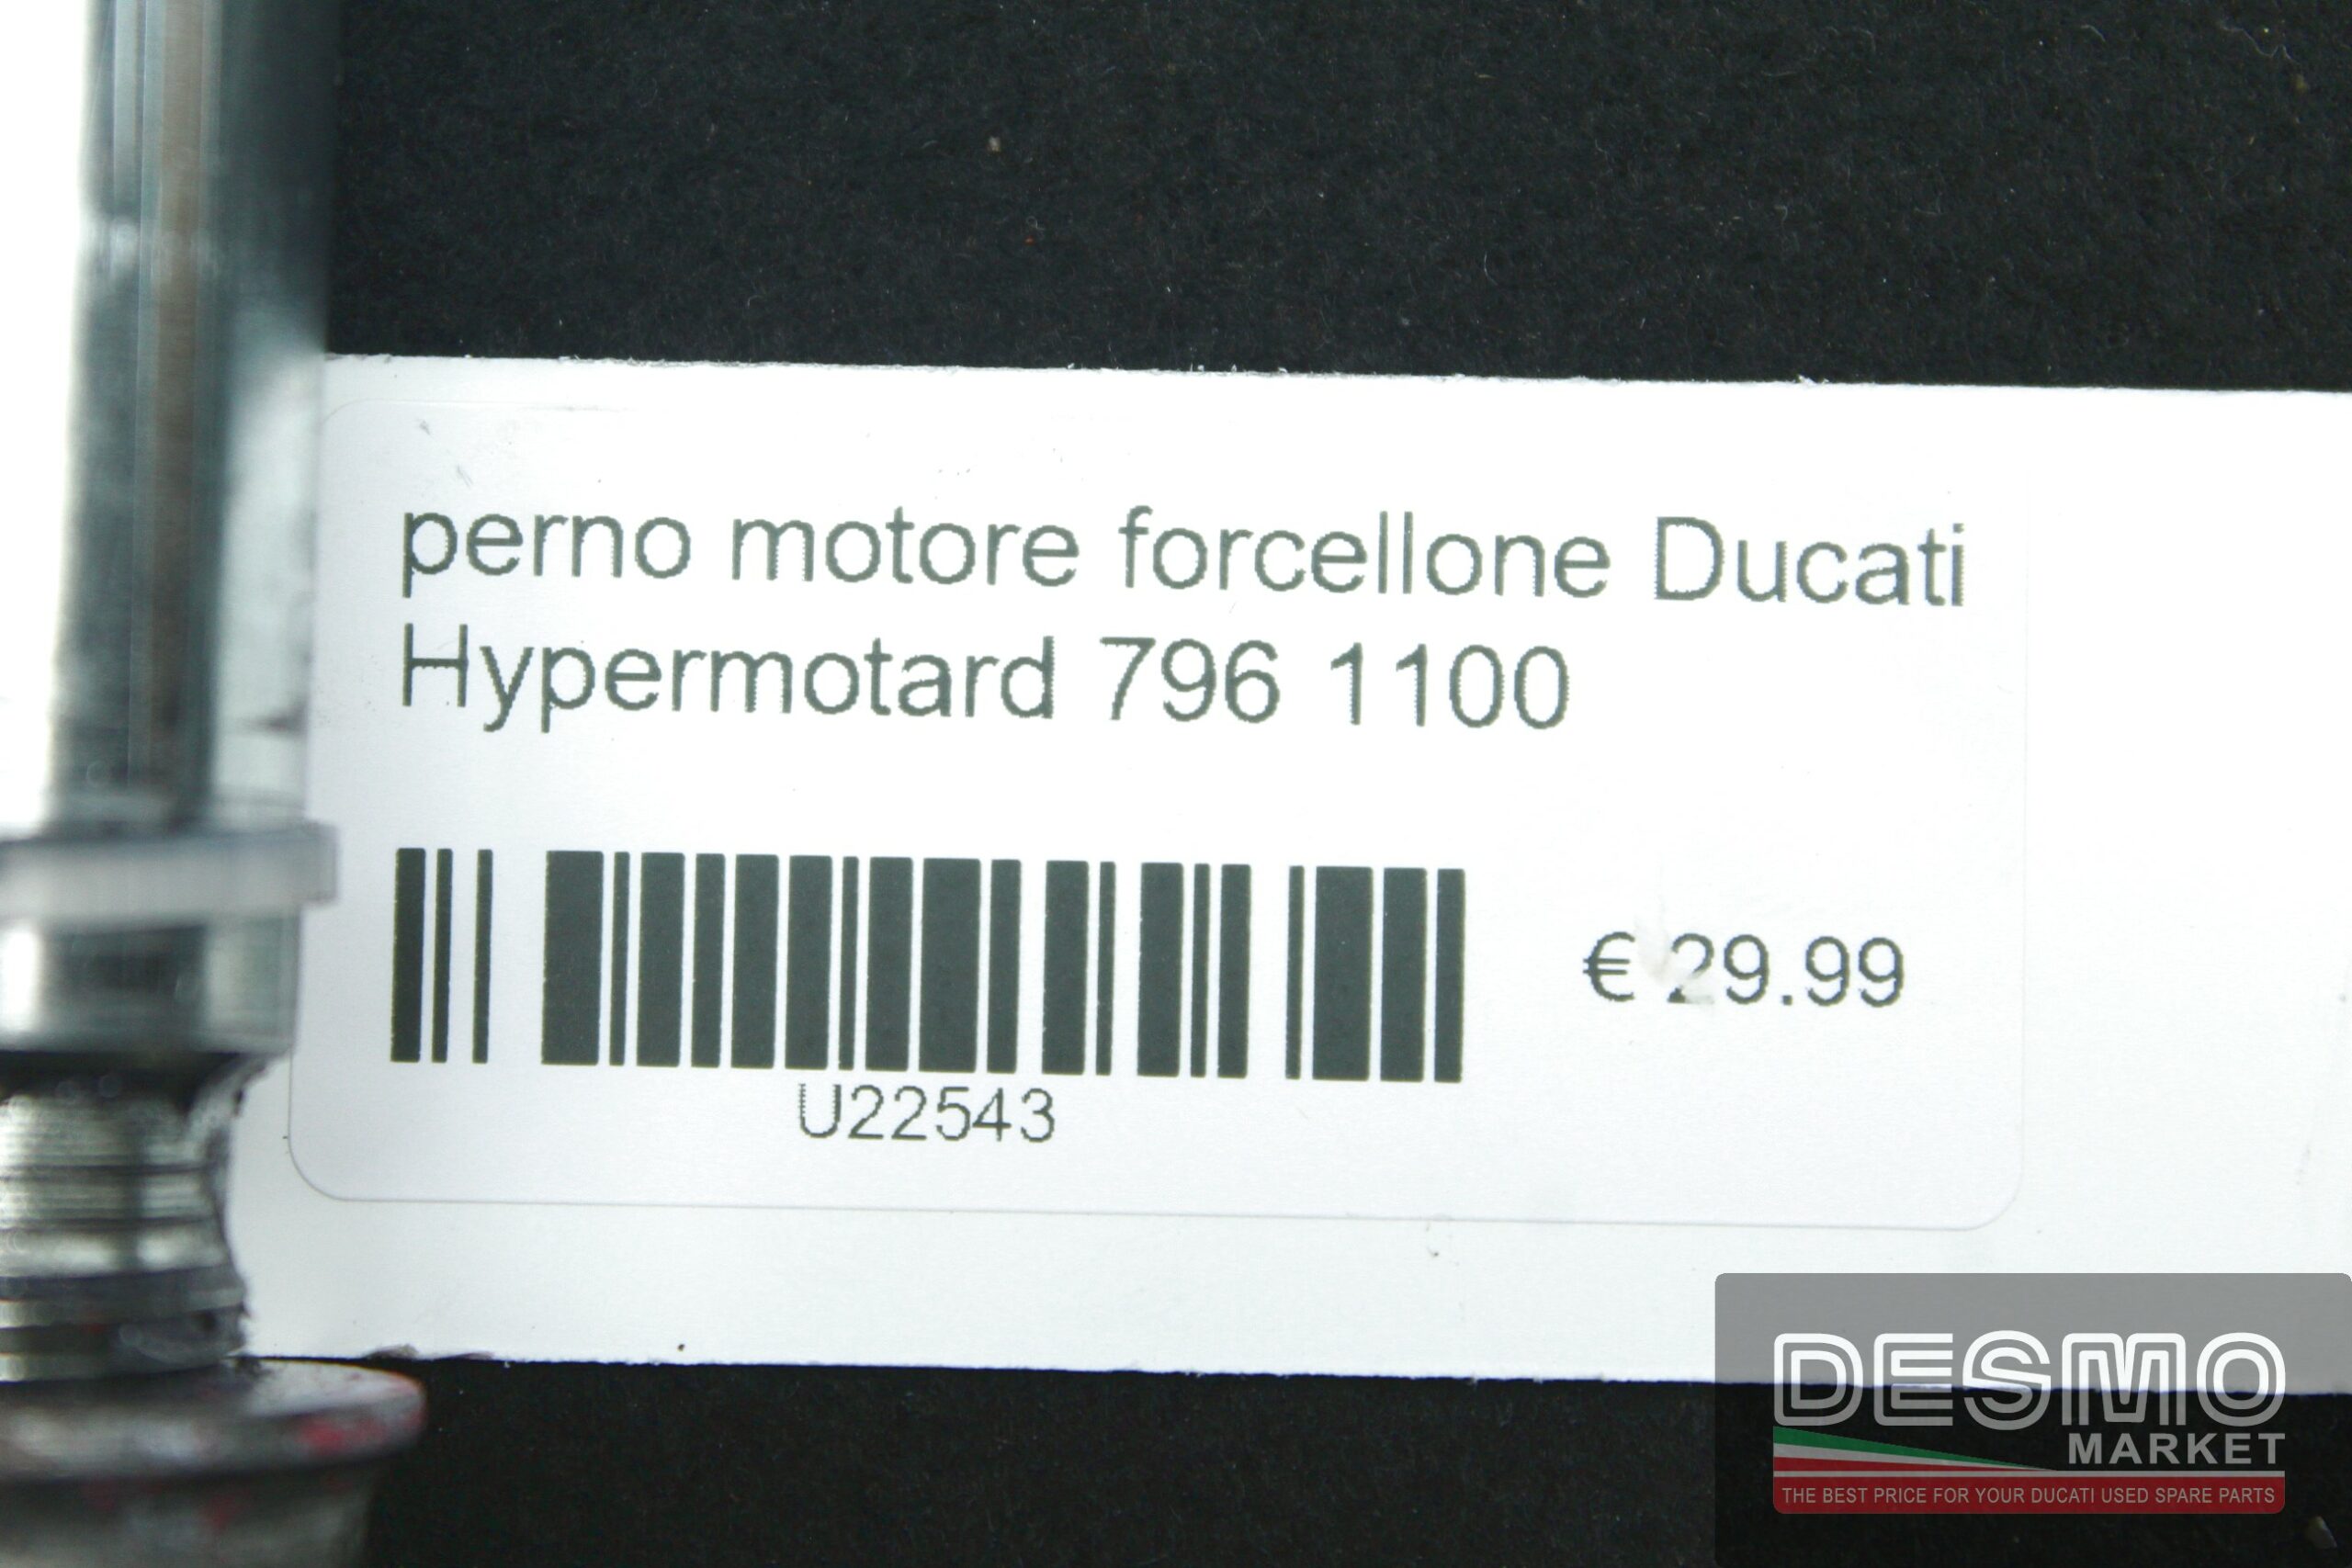 perno motore forcellone Ducati
Hypermotard 796 1100
€ 29.99
U22543
DESMO
MARKET
THE BEST PRICE FOR YOUR DUCATI USED SPARE PARTS